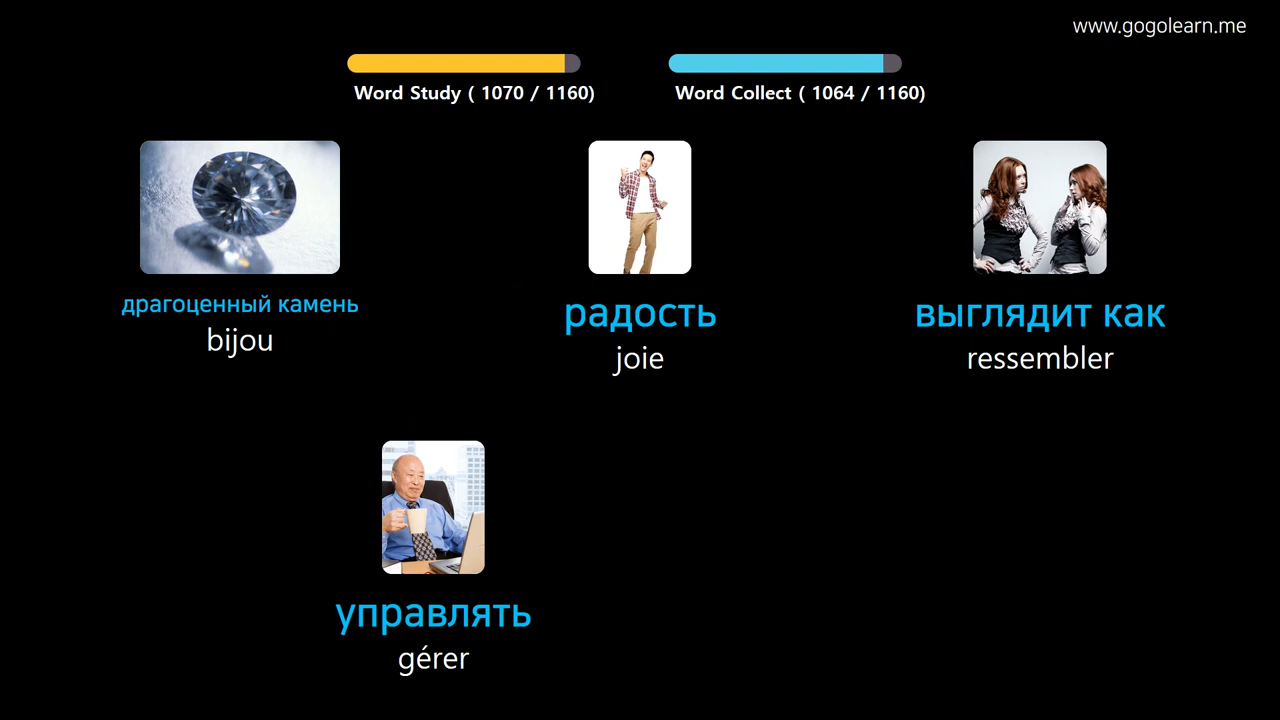 www.gogolearn.me
Word Study ( 1070 / 1160)
Word Collect ( 1064 / 1160)
драгоценный камень
bijou
радость
joie
выглядит как
ressembler
управлять
gérer